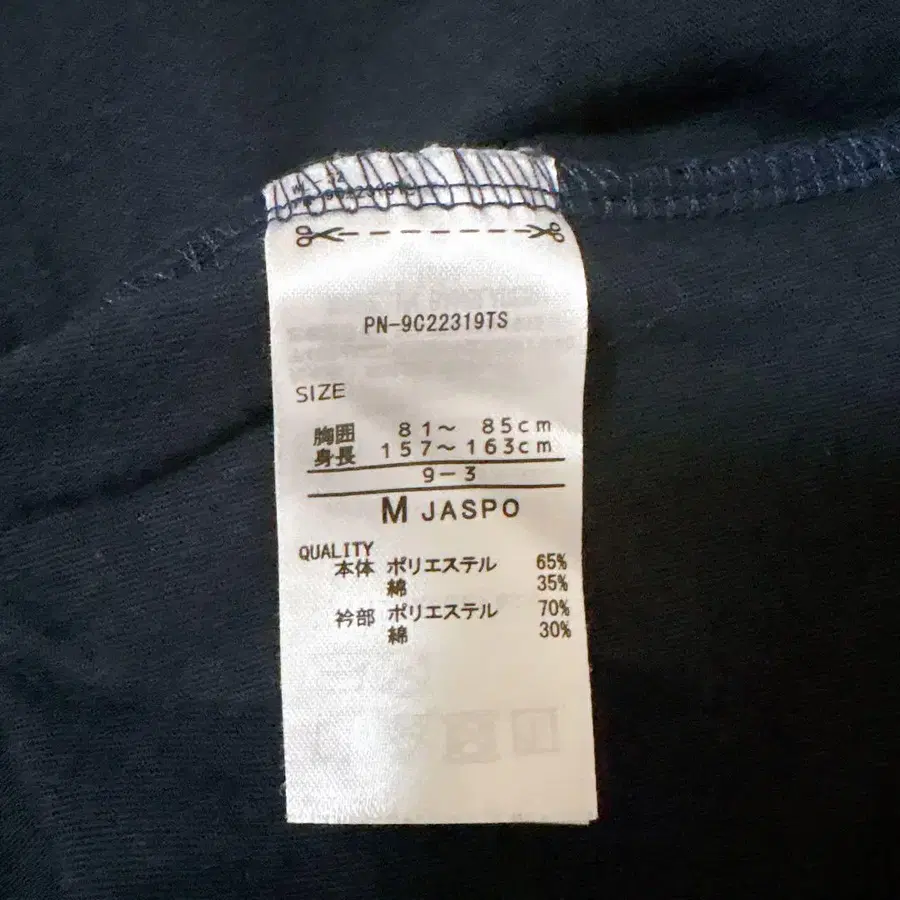 PN-9C22319TS
SIZE
胸囲 81～ 85cm
身長 157～163cm
9-3
M JASPO
QUALITY
本体 ポリエステル 65%
綿 35%
衿部 ポリエステル 70%
綿 30%